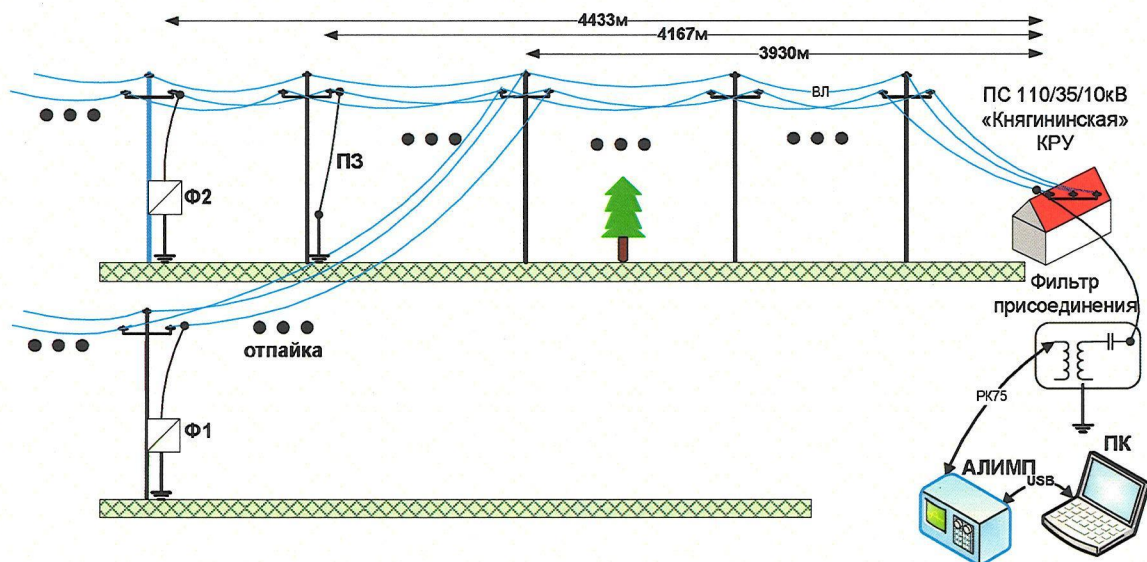 4433м
4167м
3930м
ВЛ
ПС 110/35/10кВ
«Княгининская»
КРУ
ПЗ
Ф2
Фильтр
присоединения
отпайка
РК75
Ф1
АЛИМП
USB
ПК